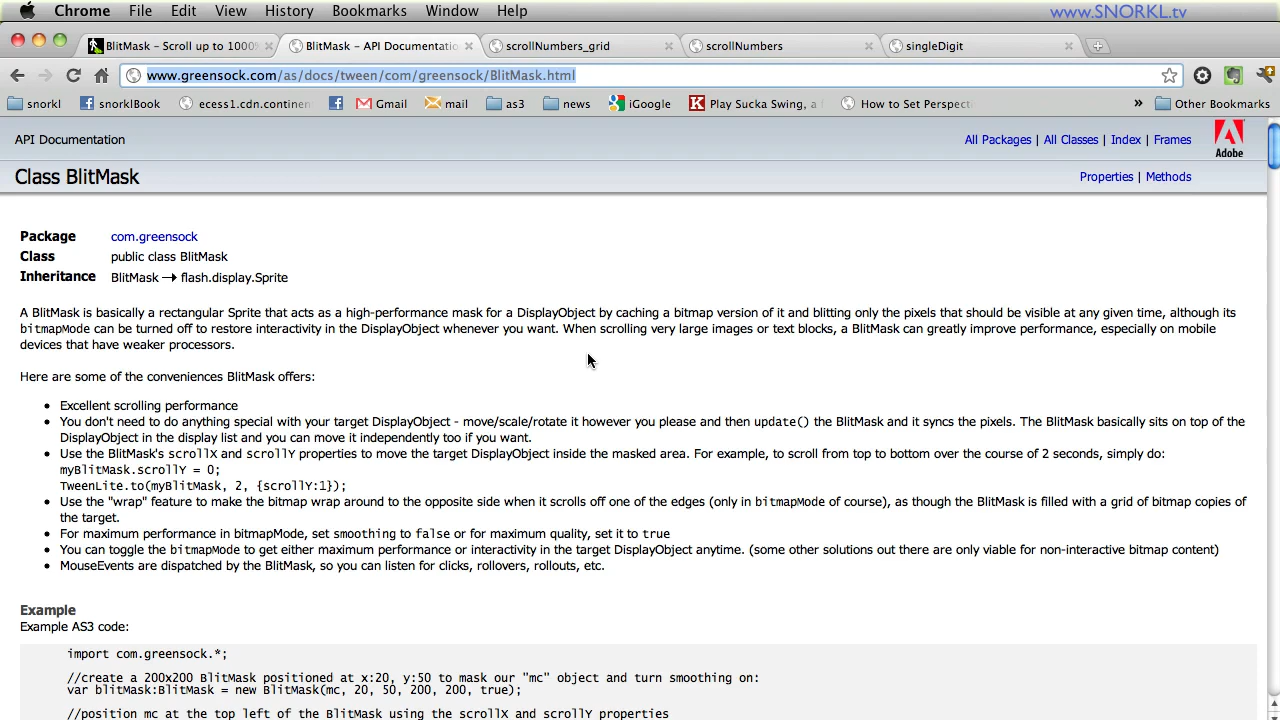 Chrome File Edit View History Bookmarks Window Help www.SNORKL.tv
BlitMask – Scroll up to 1000% BlitMask – API Documentatio scrollNumbers_grid scrollNumbers singleDigit
www.greensock.com/as/docs/tween/com/greensock/BlitMask.html
snorkl snorklBook ecess1.cdn.continen Gmail mail as3 news iGoogle Play Sucka Swing, a How to Set Perspect » Other Bookmarks
API Documentation All Packages | All Classes | Index | Frames
Adobe
Class BlitMask Properties | Methods
Package com.greensock
Class public class BlitMask
Inheritance BlitMask → flash.display.Sprite
A BlitMask is basically a rectangular Sprite that acts as a high-performance mask for a DisplayObject by caching a bitmap version of it and blitting only the pixels that should be visible at any given time, although its
bitmapMode can be turned off to restore interactivity in the DisplayObject whenever you want. When scrolling very large images or text blocks, a BlitMask can greatly improve performance, especially on mobile
devices that have weaker processors.
Here are some of the conveniences BlitMask offers:
• Excellent scrolling performance
• You don't need to do anything special with your target DisplayObject - move/scale/rotate it however you please and then update() the BlitMask and it syncs the pixels. The BlitMask basically sits on top of the
DisplayObject in the display list and you can move it independently too if you want.
• Use the BlitMask's scrollX and scrollY properties to move the target DisplayObject inside the masked area. For example, to scroll from top to bottom over the course of 2 seconds, simply do:
myBlitMask.scrollY = 0;
TweenLite.to(myBlitMask, 2, {scrollY:1});
• Use the "wrap" feature to make the bitmap wrap around to the opposite side when it scrolls off one of the edges (only in bitmapMode of course), as though the BlitMask is filled with a grid of bitmap copies of
the target.
• For maximum performance in bitmapMode, set smoothing to false or for maximum quality, set it to true
• You can toggle the bitmapMode to get either maximum performance or interactivity in the target DisplayObject anytime. (some other solutions out there are only viable for non-interactive bitmap content)
• MouseEvents are dispatched by the BlitMask, so you can listen for clicks, rollovers, rollouts, etc.
Example
Example AS3 code:
import com.greensock.*;
//create a 200x200 BlitMask positioned at x:20, y:50 to mask our "mc" object and turn smoothing on:
var blitMask:BlitMask = new BlitMask(mc, 20, 50, 200, 200, true);
//position mc at the top left of the BlitMask using the scrollX and scrollY properties